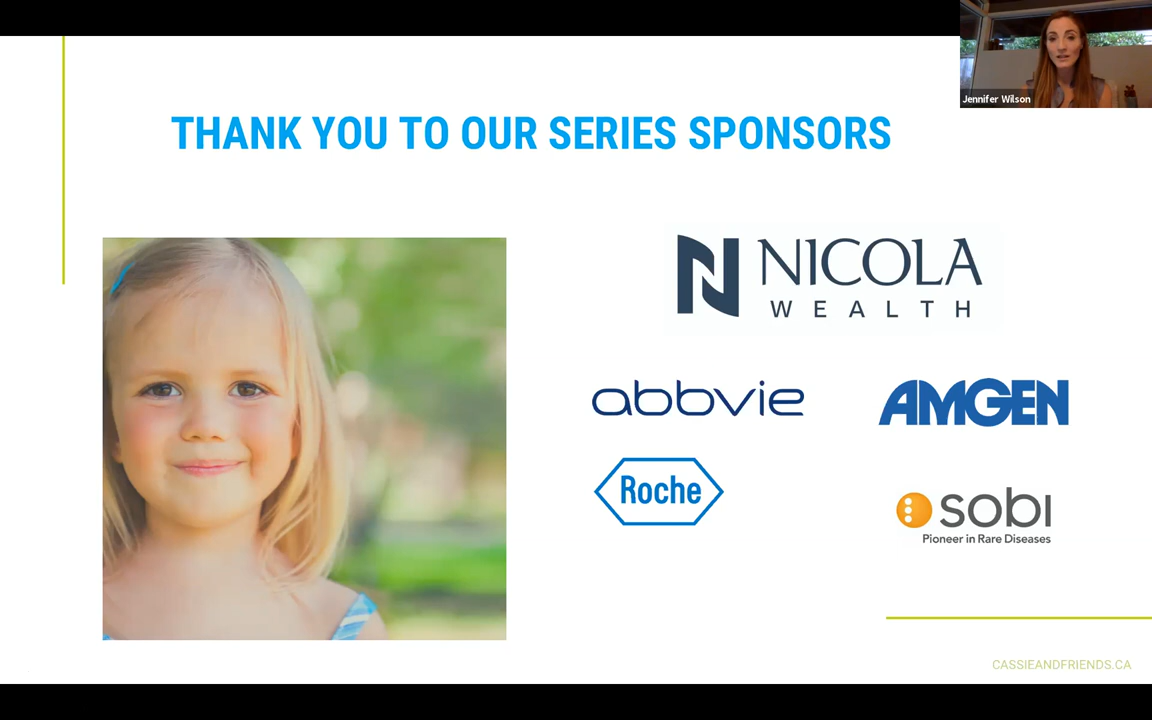 Jennifer Wilson
THANK YOU TO OUR SERIES SPONSORS
NICOLA
WEALTH
abbvie
AMGEN
Roche
sobi
Pioneer in Rare Diseases
CASSIEANDFRIENDS.CA